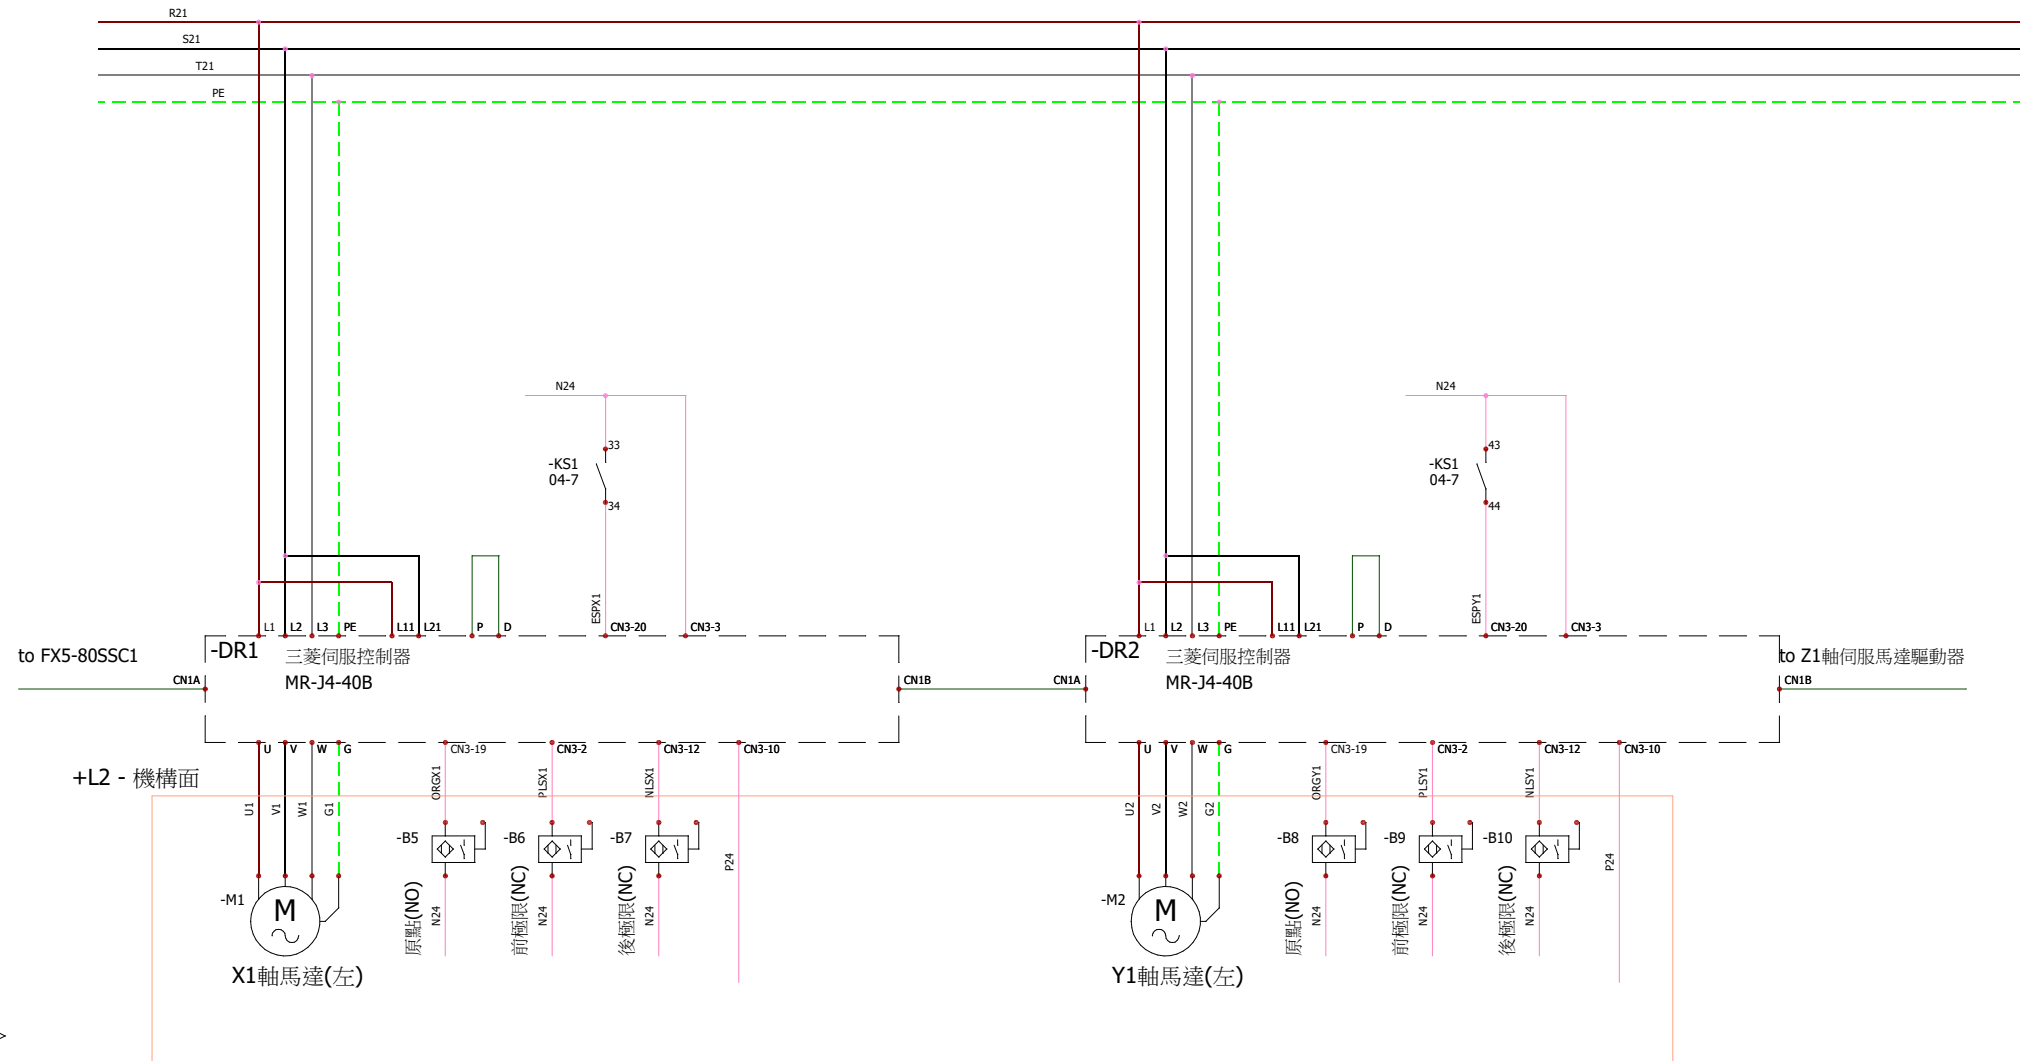 R21
S21
T21
PE
N24
33
-KS1
04-7
34
ESPX1
N24
43
-KS1
04-7
44
ESPY1
L1 L2 L3 PE L11 L21 P D CN3-20 CN3-3
L1 L2 L3 PE L11 L21 P D CN3-20 CN3-3
to FX5-80SSC1
CN1A
-DR1 三菱伺服控制器
MR-J4-40B
CN1B
CN1A
-DR2 三菱伺服控制器
MR-J4-40B
to Z1軸伺服馬達驅動器
CN1B
U V W G CN3-19 CN3-2 CN3-12 CN3-10
U V W G CN3-19 CN3-2 CN3-12 CN3-10
+L2 - 機構面
U1
V1
W1
G1
ORGX1
PLSX1
NLSX1
P24
-B5
-B6
-B7
原點(NO)
N24
前極限(NC)
N24
後極限(NC)
N24
-M1
M
X1軸馬達(左)
U2
V2
W2
G2
ORGY1
PLSY1
NLSY1
P24
-B8
-B9
-B10
原點(NO)
N24
前極限(NC)
N24
後極限(NC)
N24
-M2
M
Y1軸馬達(左)
>